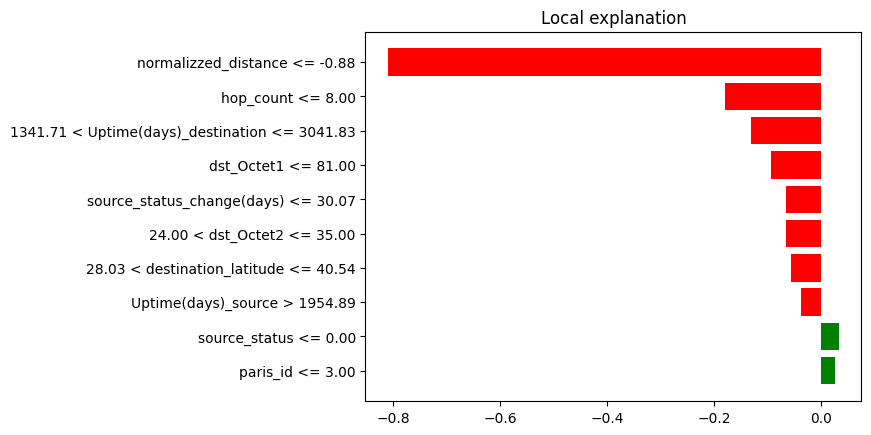 Local explanation
normalizzed_distance <= -0.88
hop_count <= 8.00
1341.71 < Uptime(days)_destination <= 3041.83
dst_Octet1 <= 81.00
source_status_change(days) <= 30.07
24.00 < dst_Octet2 <= 35.00
28.03 < destination_latitude <= 40.54
Uptime(days)_source > 1954.89
source_status <= 0.00
paris_id <= 3.00
−0.8 −0.6 −0.4 −0.2 0.0